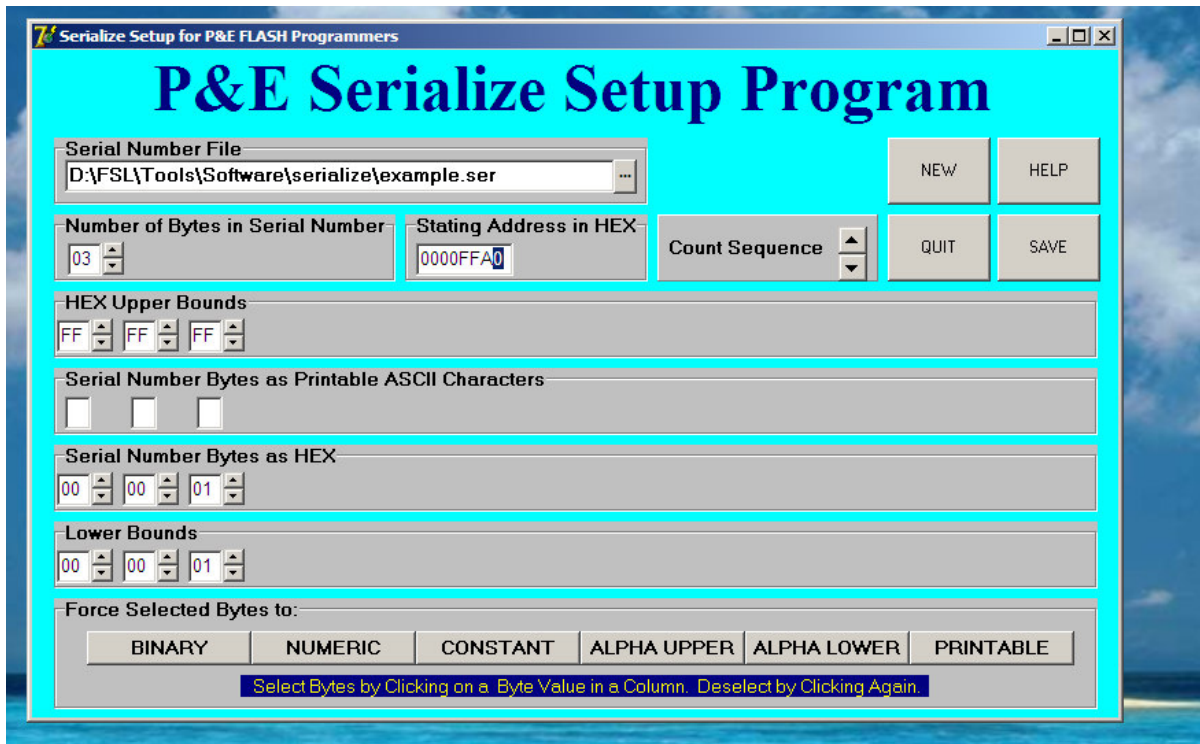 Serialize Setup for P&E FLASH Programmers
P&E Serialize Setup Program
Serial Number File
D:\FSL\Tools\Software\serialize\example.ser
...
NEW
HELP
Number of Bytes in Serial Number
03
Stating Address in HEX
0000FFA0
Count Sequence
QUIT
SAVE
HEX Upper Bounds
FF FF FF
Serial Number Bytes as Printable ASCII Characters
Serial Number Bytes as HEX
00 00 01
Lower Bounds
00 00 01
Force Selected Bytes to:
BINARY NUMERIC CONSTANT ALPHA UPPER ALPHA LOWER PRINTABLE
Select Bytes by Clicking on a Byte Value in a Column. Deselect by Clicking Again.